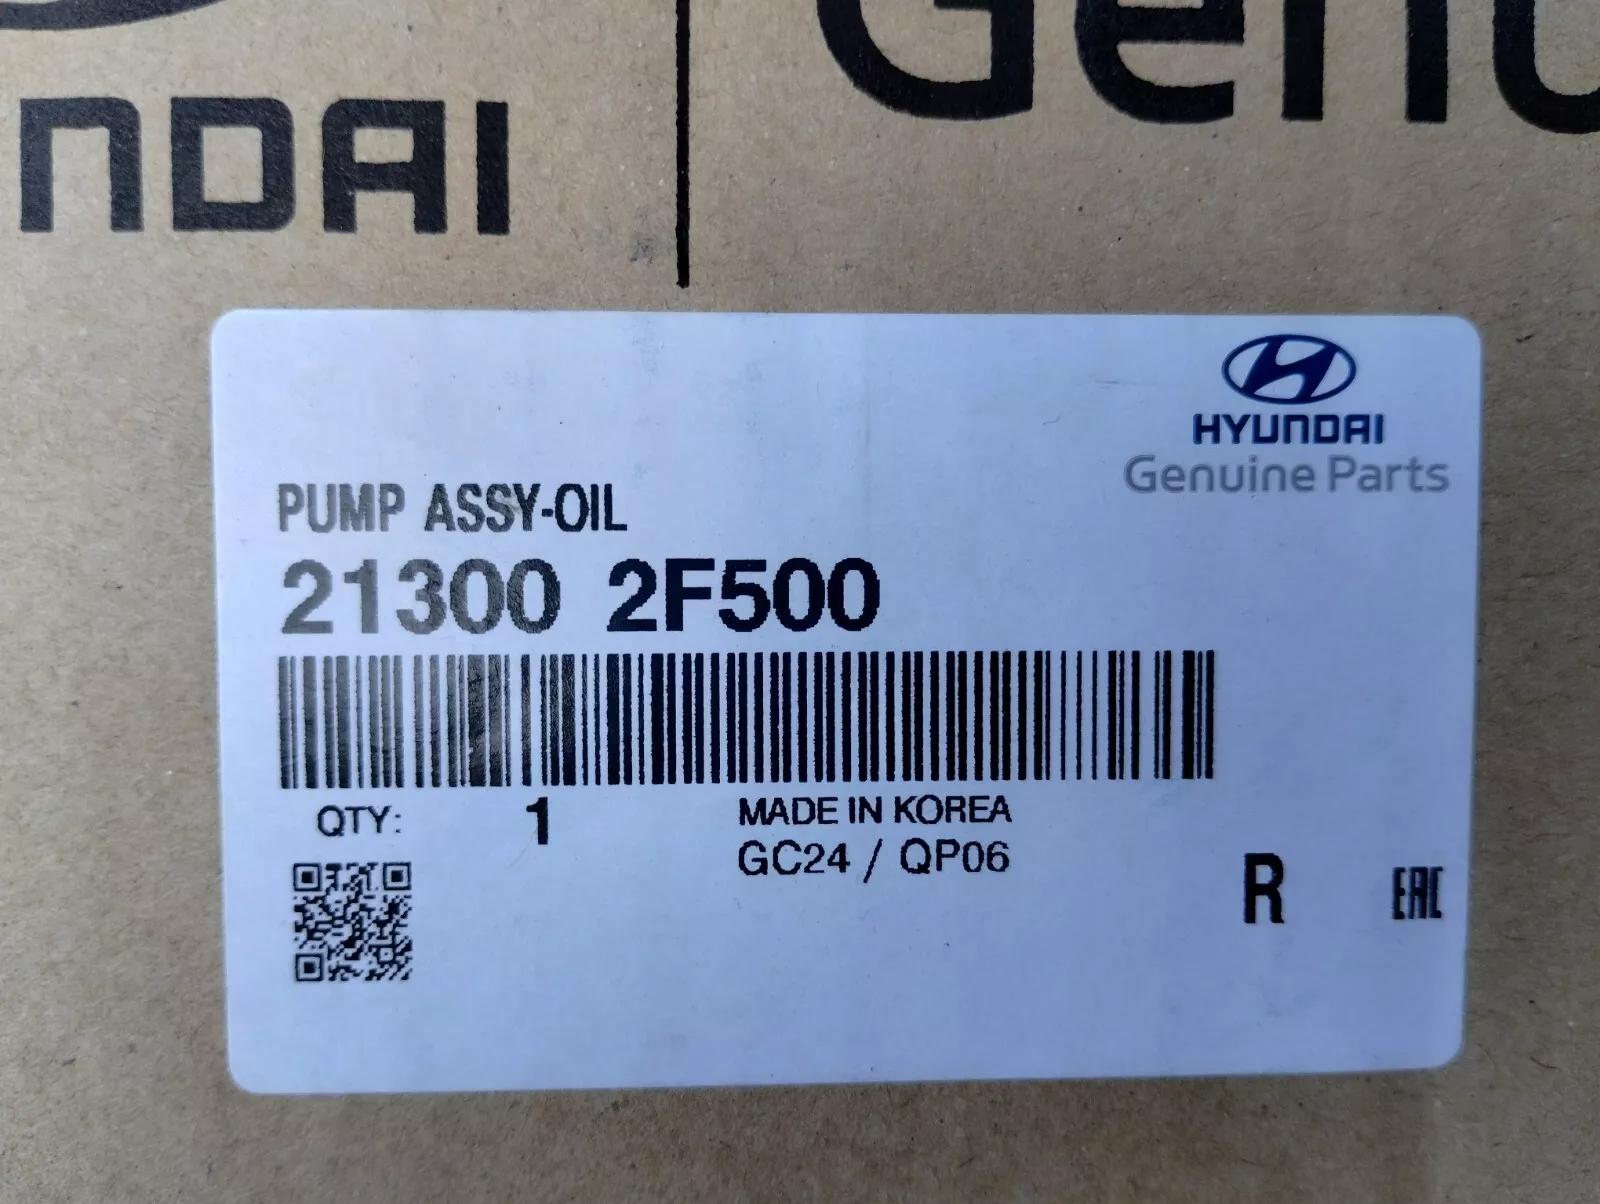 NDAI
Genu
HYUNDAI
Genuine Parts
PUMP ASSY-OIL
21300 2F500
QTY: 1
MADE IN KOREA
GC24 / QP06
R
EAC